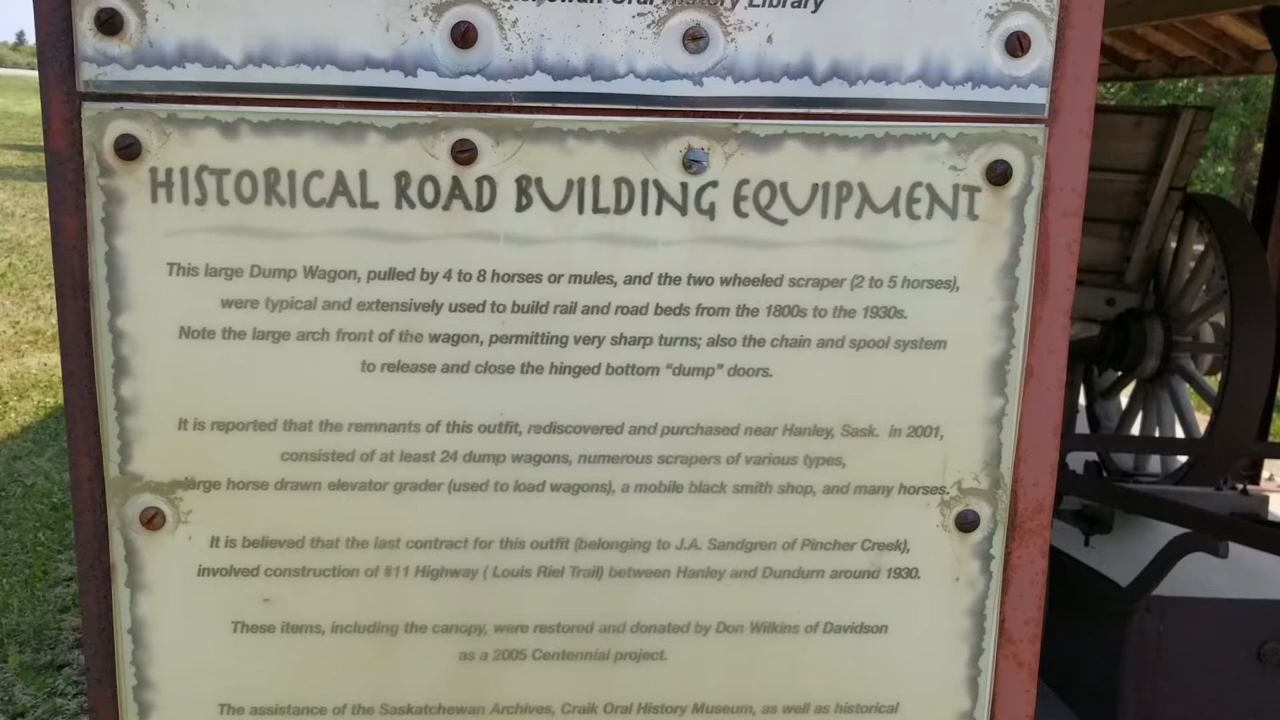 Oral History Library
HISTORICAL ROAD BUILDING EQUIPMENT
This large Dump Wagon, pulled by 4 to 8 horses or mules, and the two wheeled scraper (2 to 5 horses),
were typical and extensively used to build rail and road beds from the 1800s to the 1930s.
Note the large arch front of the wagon, permitting very sharp turns; also the chain and spool system
to release and close the hinged bottom “dump” doors.
It is reported that the remnants of this outfit, rediscovered and purchased near Hanley, Sask. in 2001,
consisted of at least 24 dump wagons, numerous scrapers of various types,
large horse drawn elevator grader (used to load wagons), a mobile black smith shop, and many horses.
It is believed that the last contract for this outfit (belonging to J.A. Sandgren of Pincher Creek),
involved construction of #11 Highway ( Louis Riel Trail) between Hanley and Dundurn around 1930.
These items, including the canopy, were restored and donated by Don Wilkins of Davidson
as a 2005 Centennial project.
The assistance of the Saskatchewan Archives, Craik Oral History Museum, as well as historical